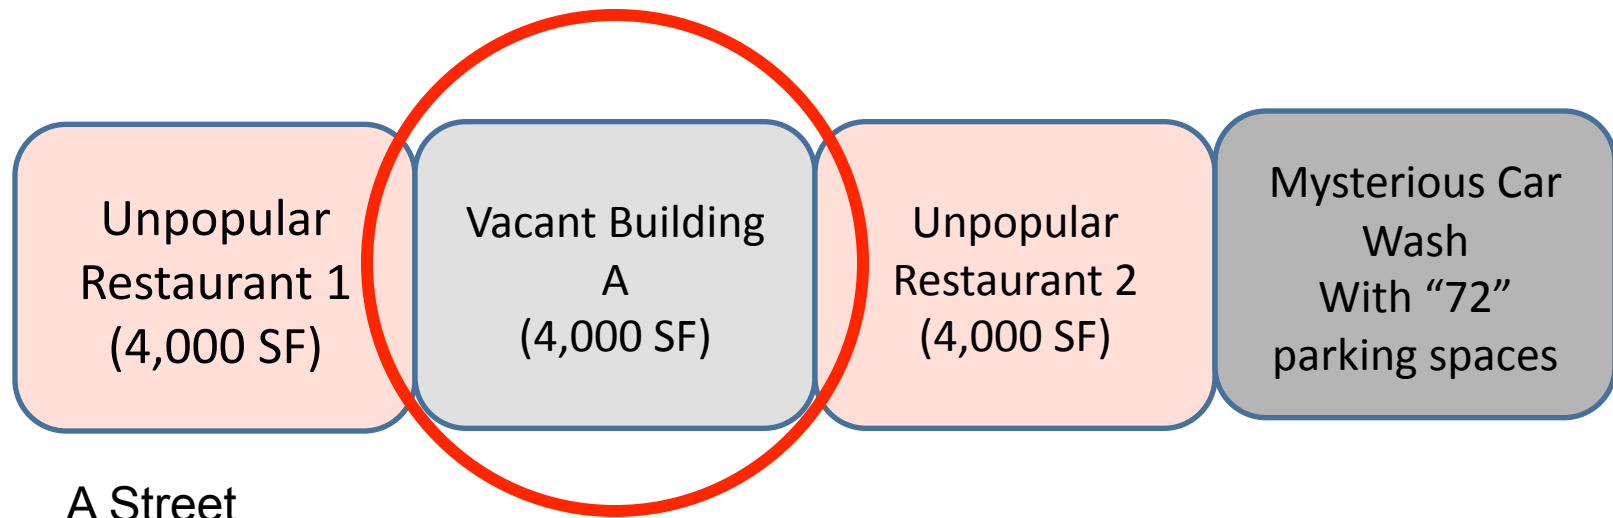 Unpopular
Restaurant 1
(4,000 SF)
Vacant Building
A
(4,000 SF)
Unpopular
Restaurant 2
(4,000 SF)
Mysterious Car
Wash
With “72”
parking spaces
A Street